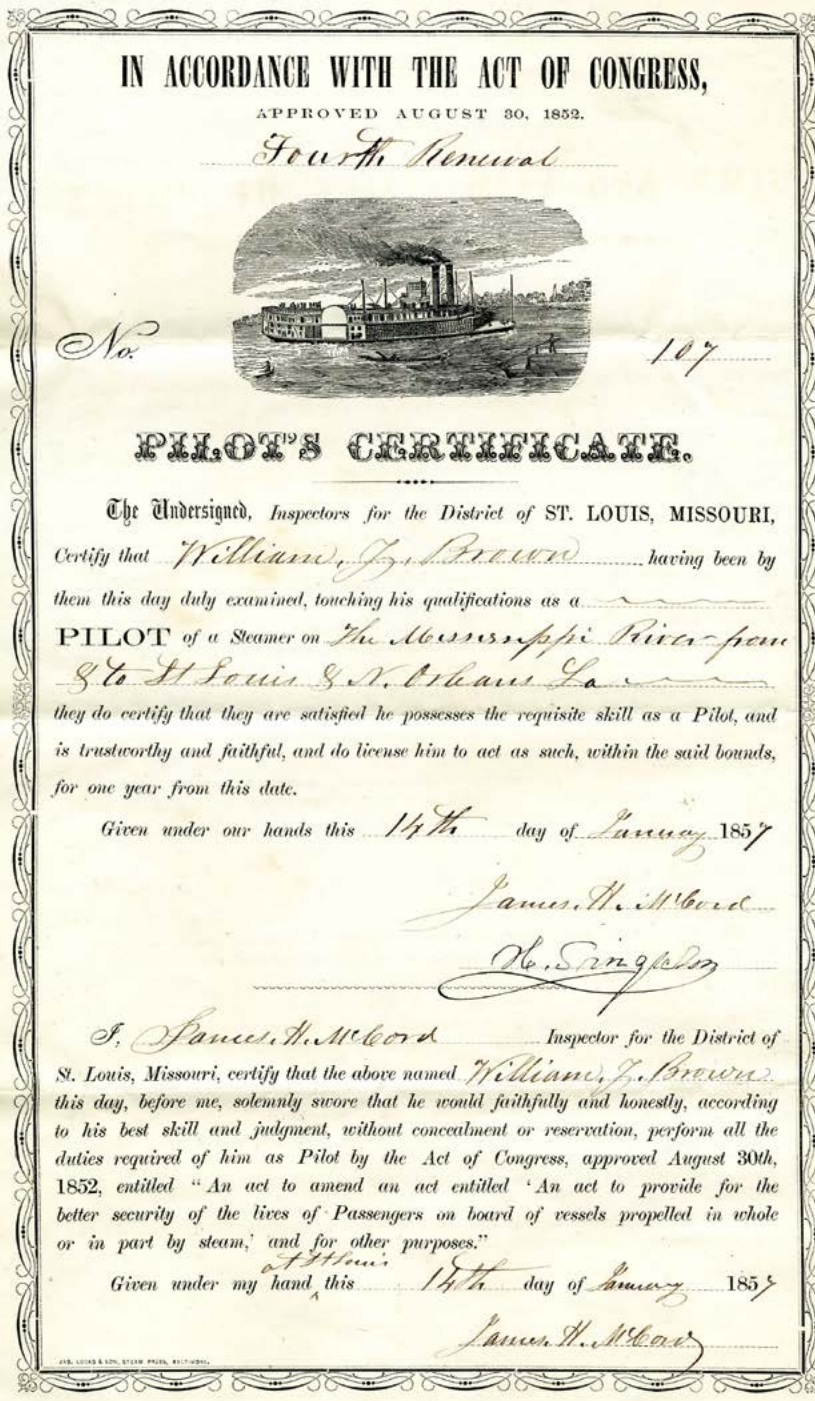 IN ACCORDANCE WITH THE ACT OF CONGRESS,
APPROVED AUGUST 30, 1852.
Fourth Renewal
No. 107
PILOT'S CERTIFICATE.
The Undersigned, Inspectors for the District of ST. LOUIS, MISSOURI,
Certify that William, J, Brown having been by
them this day duly examined, touching his qualifications as a
PILOT of a Steamer on The Mississippi River from
& to St Louis & N. Orleans La
they do certify that they are satisfied he possesses the requisite skill as a Pilot, and
is trustworthy and faithful, and do license him to act as such, within the said bounds,
for one year from this date.
Given under our hands this 14th day of January 1857
James. H. McCord
H. Singleton
I, James. H. McCord Inspector for the District of
St. Louis, Missouri, certify that the above named William, J, Brown
this day, before me, solemnly swore that he would faithfully and honestly, according
to his best skill and judgment, without concealment or reservation, perform all the
duties required of him as Pilot by the Act of Congress, approved August 30th,
1852, entitled "An act to amend an act entitled 'An act to provide for the
better security of the lives of Passengers on board of vessels propelled in whole
or in part by steam,' and for other purposes."
at St Louis
Given under my hand this 14th day of January 1857
James. H. McCord
JAS. LUCAS & SON, STEAM PRESS, BALTIMORE.